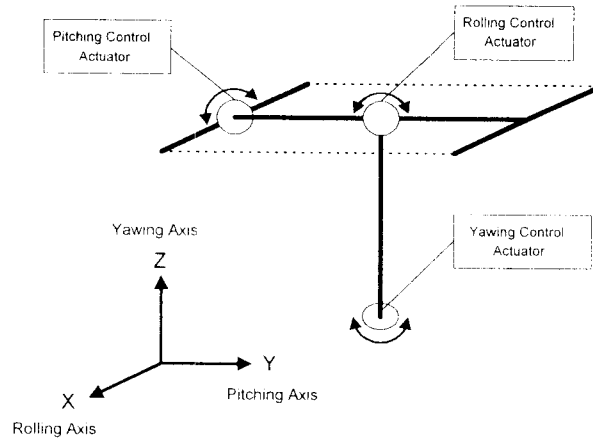 Pitching Control
Actuator
Rolling Control
Actuator
Yawing Control
Actuator
Yawing Axis
Z
Y
Pitching Axis
X
Rolling Axis